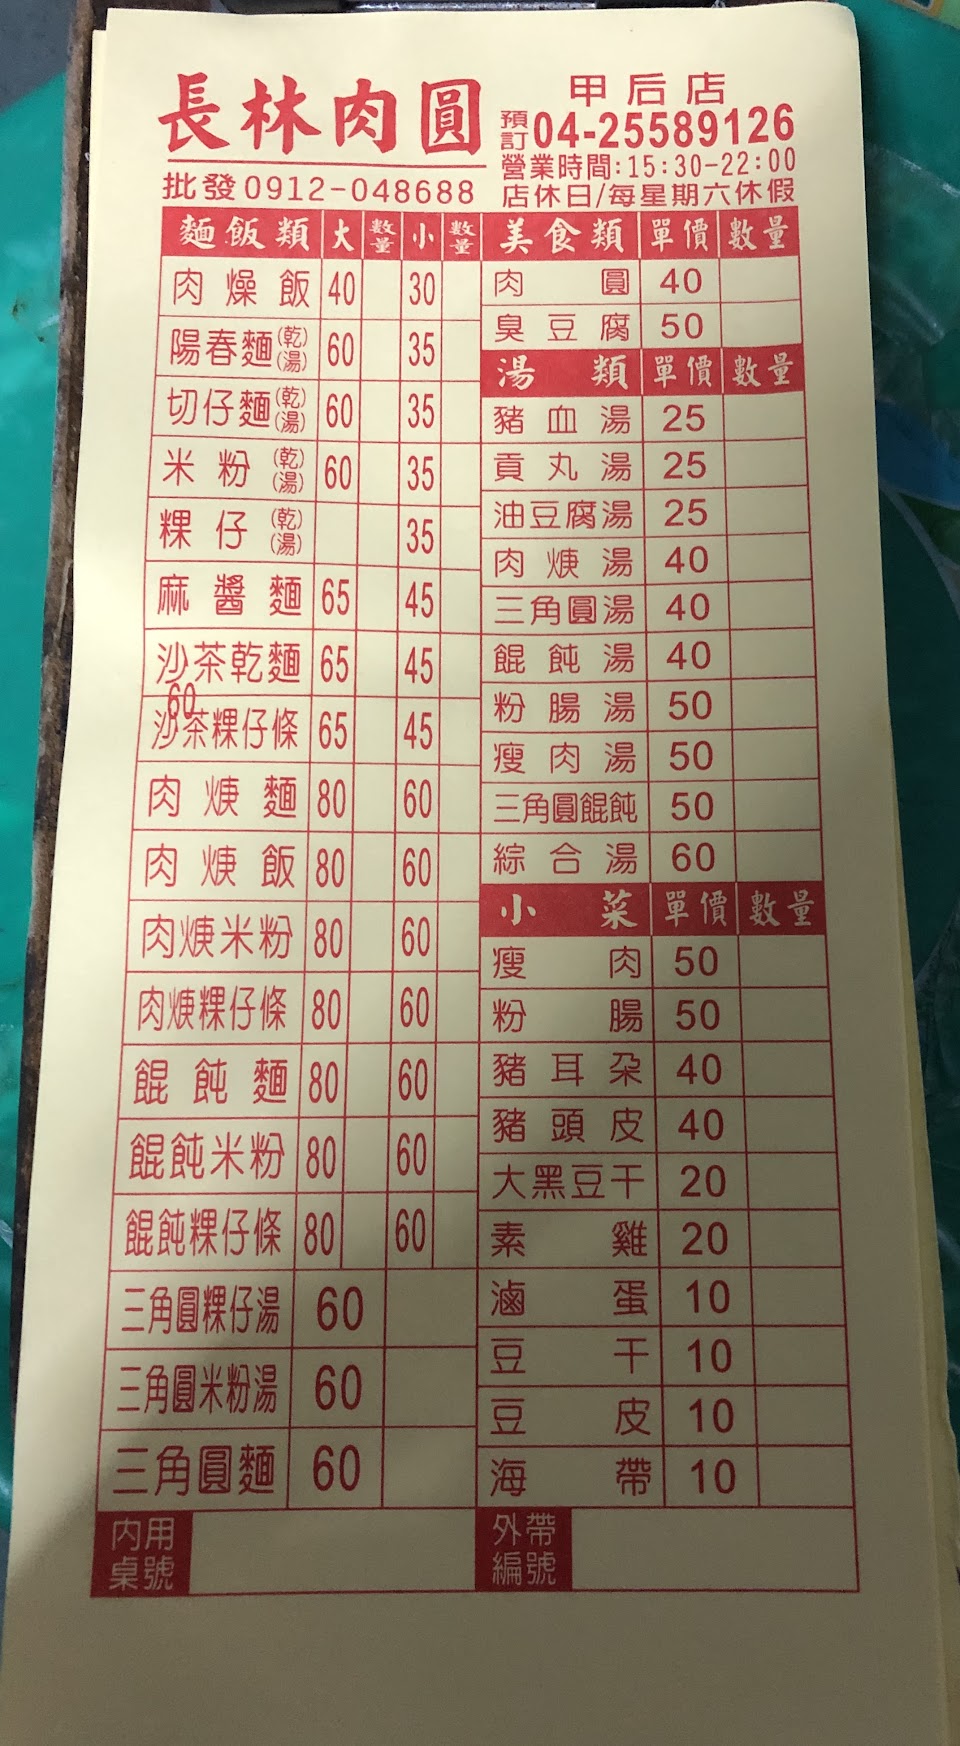 長林肉圓
甲后店
預訂04-25589126
營業時間:15:30-22:00
批發0912-048688
店休日/每星期六休假
麵飯類 大 數量 小 數量
肉燥飯 40 30
陽春麵(乾)(湯) 60 35
切仔麵(乾)(湯) 60 35
米粉(乾)(湯) 60 35
粿仔(乾)(湯) 35
麻醬麵 65 45
沙茶乾麵 65 45
60
沙茶粿仔條 65 45
肉焿麵 80 60
肉焿飯 80 60
肉焿米粉 80 60
肉焿粿仔條 80 60
餛飩麵 80 60
餛飩米粉 80 60
餛飩粿仔條 80 60
三角圓粿仔湯 60
三角圓米粉湯 60
三角圓麵 60
美食類 單價 數量
肉圓 40
臭豆腐 50
湯類 單價 數量
豬血湯 25
貢丸湯 25
油豆腐湯 25
肉焿湯 40
三角圓湯 40
餛飩湯 40
粉腸湯 50
瘦肉湯 50
三角圓餛飩 50
綜合湯 60
小菜 單價 數量
瘦肉 50
粉腸 50
豬耳朵 40
豬頭皮 40
大黑豆干 20
素雞 20
滷蛋 10
豆干 10
豆皮 10
海帶 10
內用桌號
外帶編號